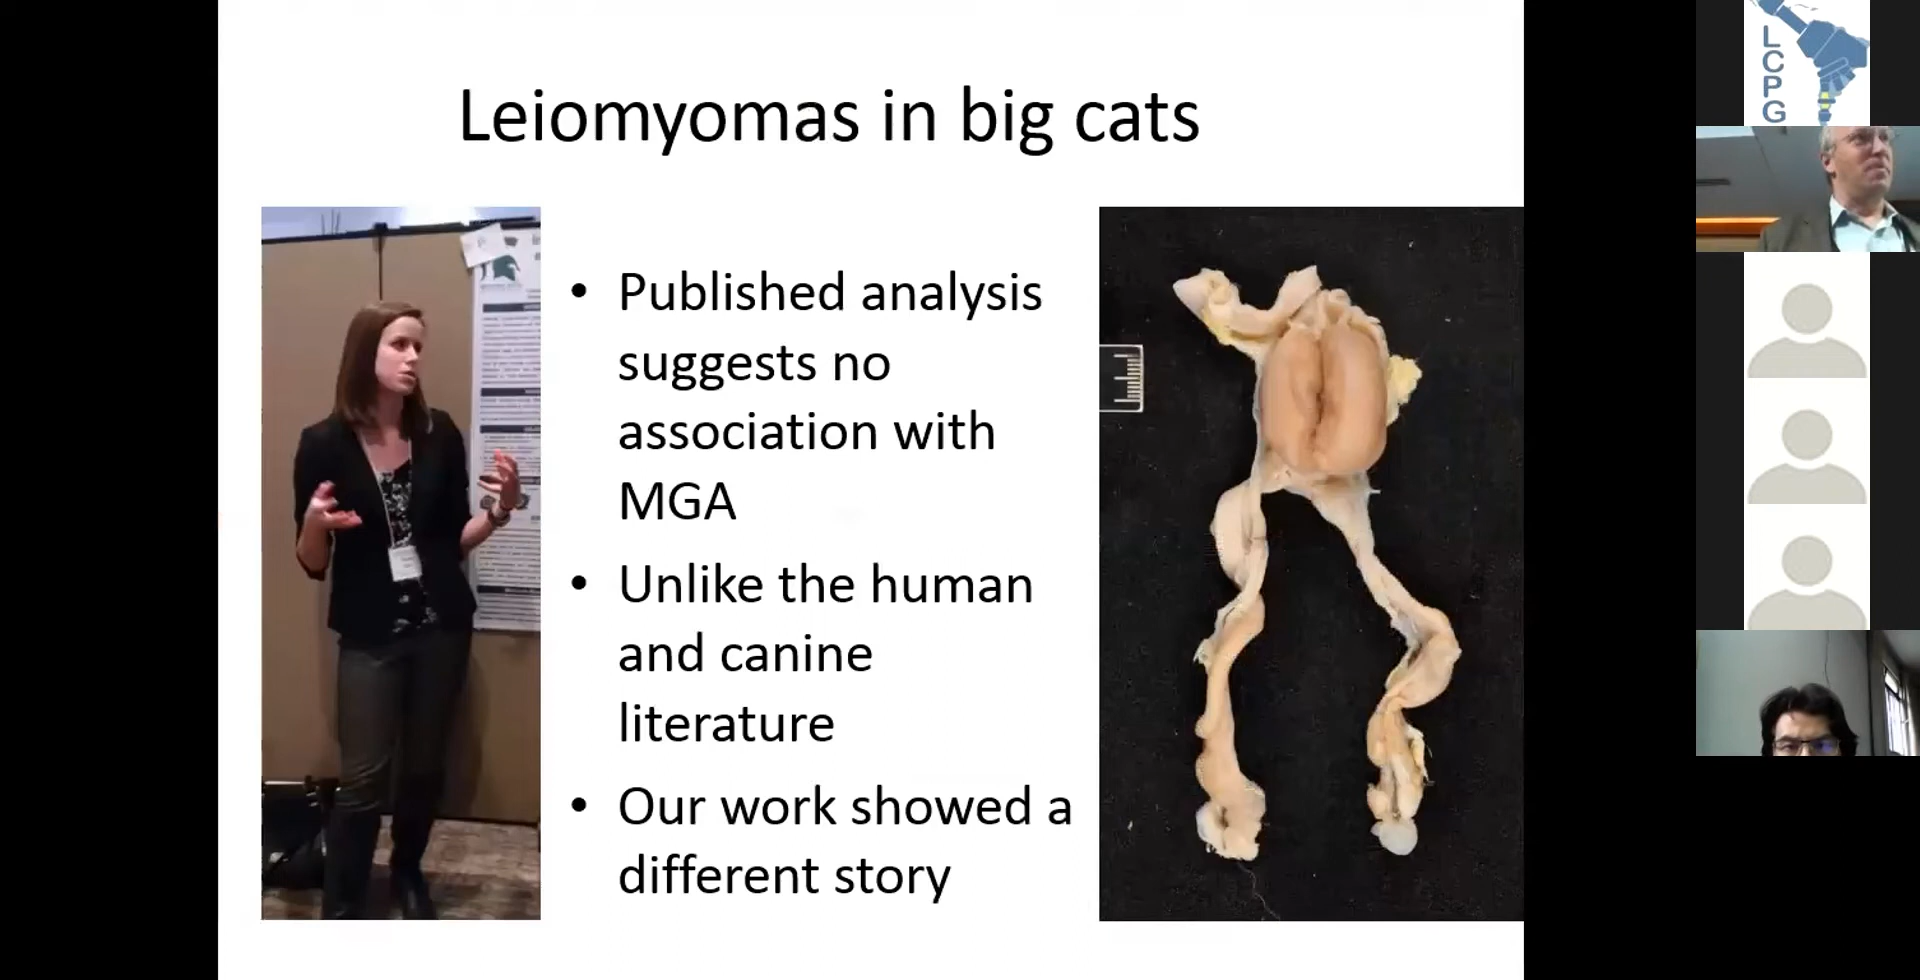 Leiomyomas in big cats
• Published analysis
suggests no
association with
MGA
• Unlike the human
and canine
literature
• Our work showed a
different story
L
C
P
G